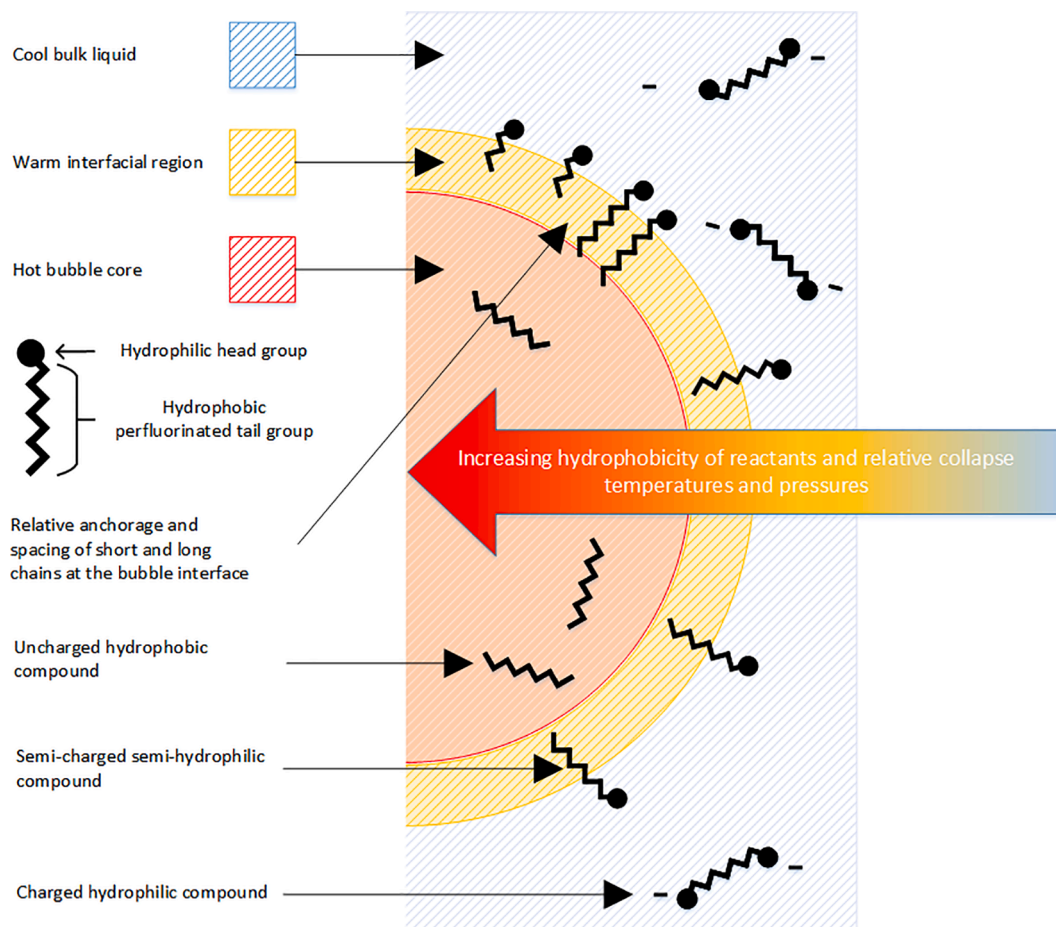 Cool bulk liquid
Warm interfacial region
Hot bubble core
Hydrophilic head group
Hydrophobic
perfluorinated tail group
Increasing hydrophobicity of reactants and relative collapse
temperatures and pressures
Relative anchorage and
spacing of short and long
chains at the bubble interface
Uncharged hydrophobic
compound
Semi-charged semi-hydrophilic
compound
Charged hydrophilic compound